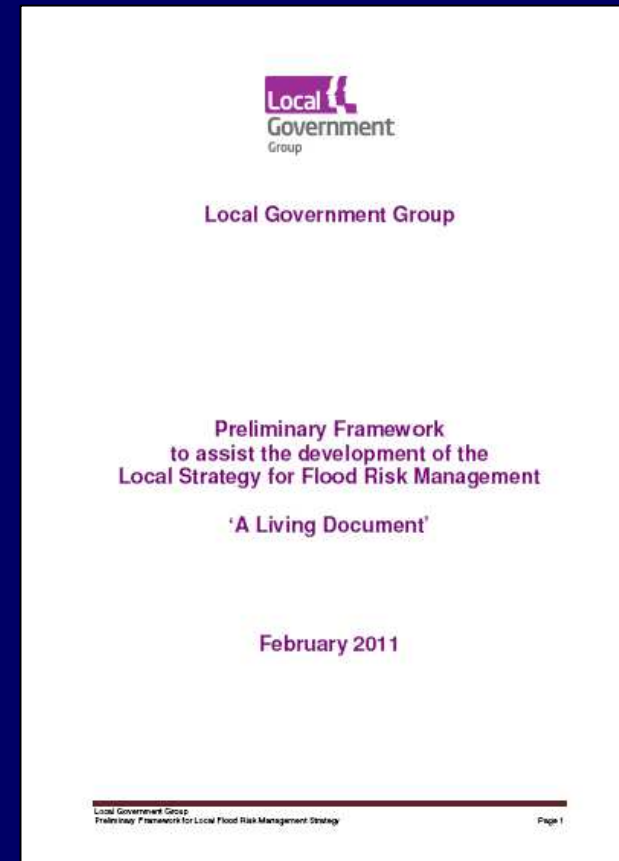 Local
Government
Group
Local Government Group
Preliminary Framework
to assist the development of the
Local Strategy for Flood Risk Management
‘A Living Document’
February 2011
Local Government Group
Preliminary Framework for Local Flood Risk Management Strategy
Page 1